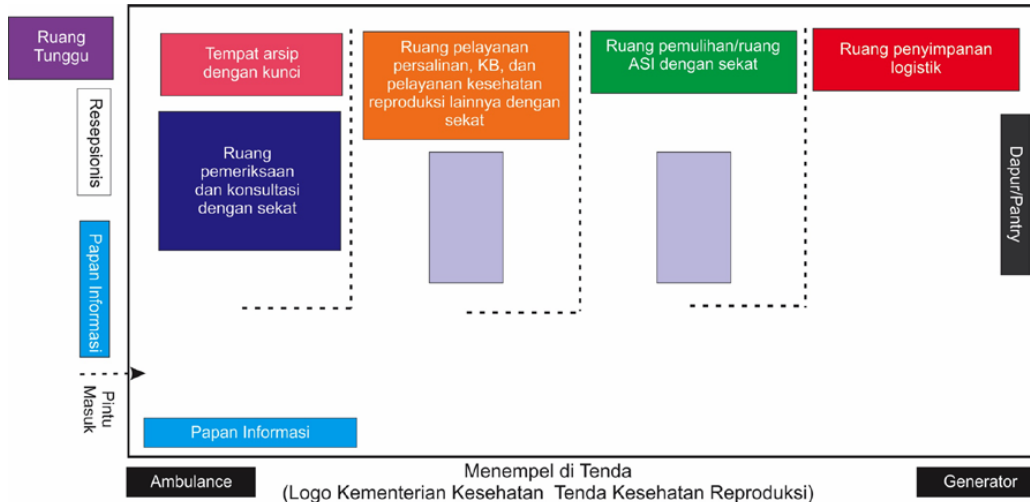 Ruang
Tunggu
Tempat arsip
dengan kunci
Ruang pelayanan
persalinan, KB, dan
pelayanan kesehatan
reproduksi lainnya dengan
sekat
Ruang pemulihan/ruang
ASI dengan sekat
Ruang penyimpanan
logistik
Resepsionis
Ruang
pemeriksaan
dan konsultasi
dengan sekat
Dapur/Pantry
Papan Informasi
Pintu
Masuk
Papan Informasi
Ambulance
Menempel di Tenda
(Logo Kementerian Kesehatan Tenda Kesehatan Reproduksi)
Generator